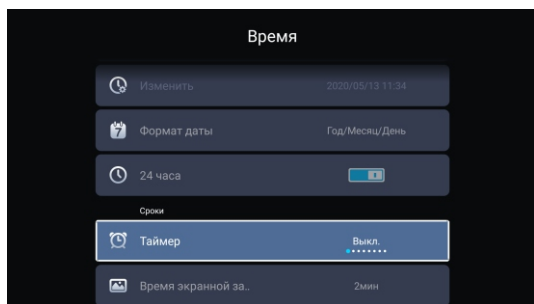 Время
Изменить 2020/05/13 11:34
Формат даты Год/Месяц/День
24 часа
Сроки
Таймер Выкл.
Время экранной за.. 2мин